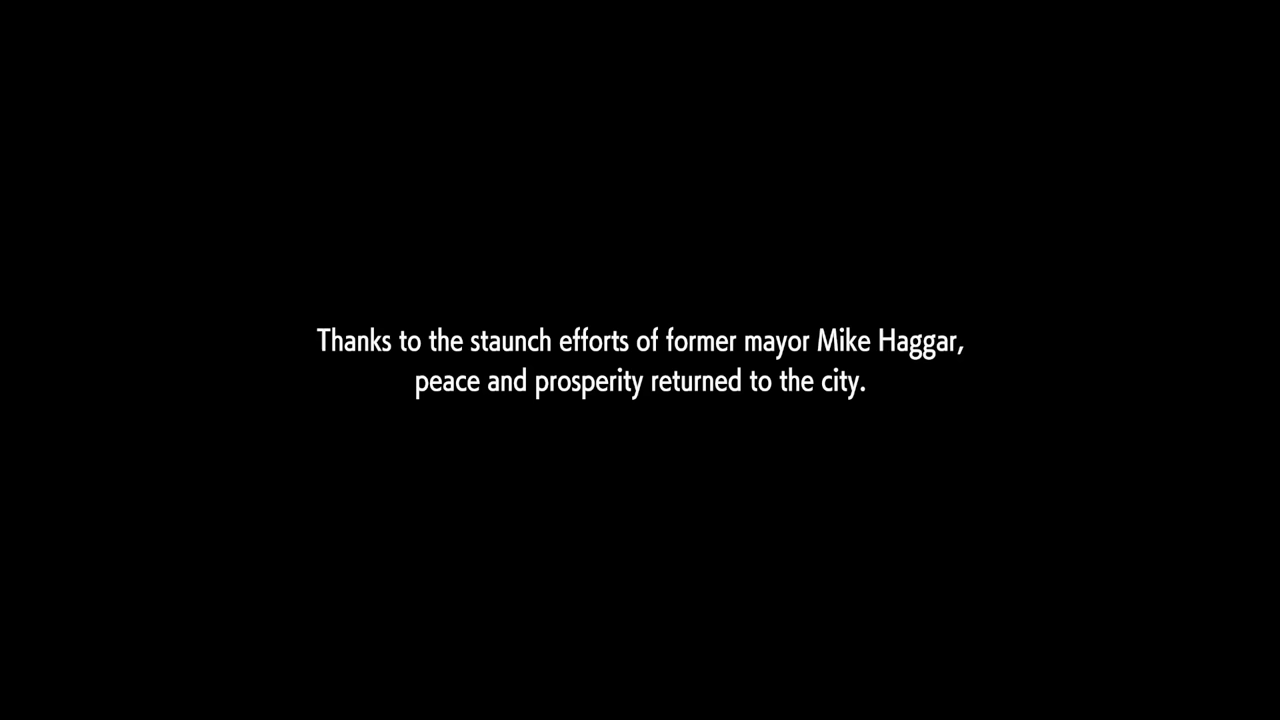 Thanks to the staunch efforts of former mayor Mike Haggar,
peace and prosperity returned to the city.